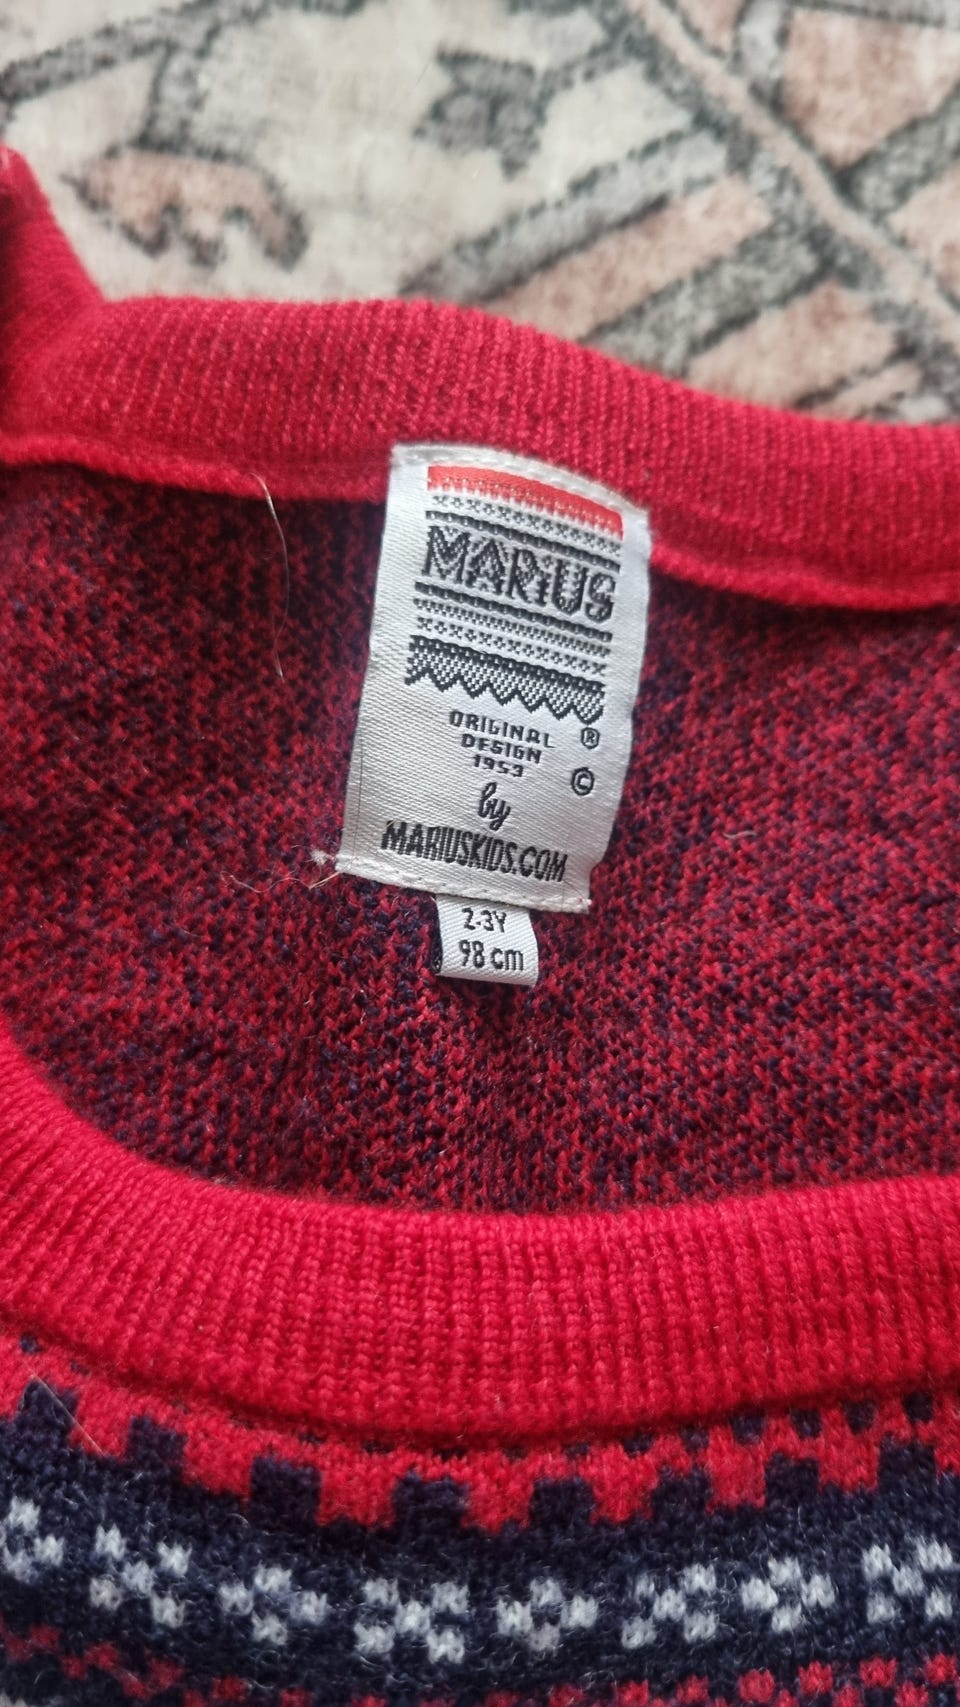 MARiUS
ORIGINAL
DESIGN
1953
®
©
by
MARIUSKIDS.COM
2-3Y
98 cm